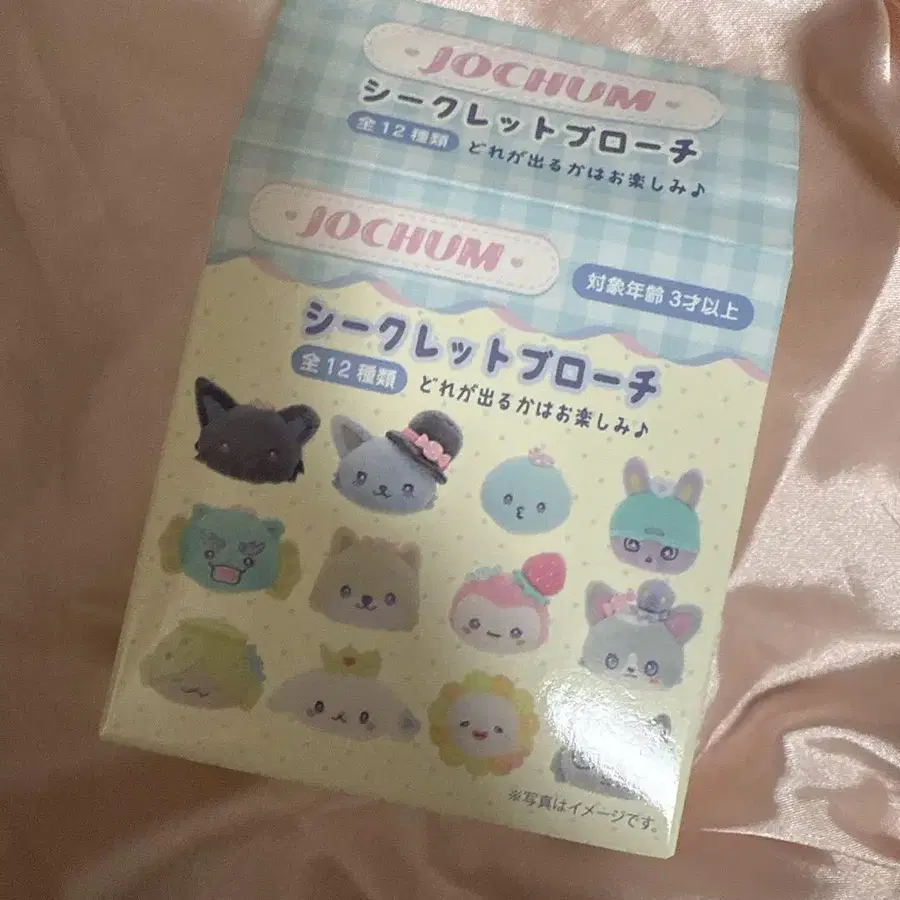 JOCHUM
シークレットブローチ
全12種類 どれが出るかはお楽しみ♪
JOCHUM
対象年齢 3才以上
シークレットブローチ
全12種類 どれが出るかはお楽しみ♪
※写真はイメージです。